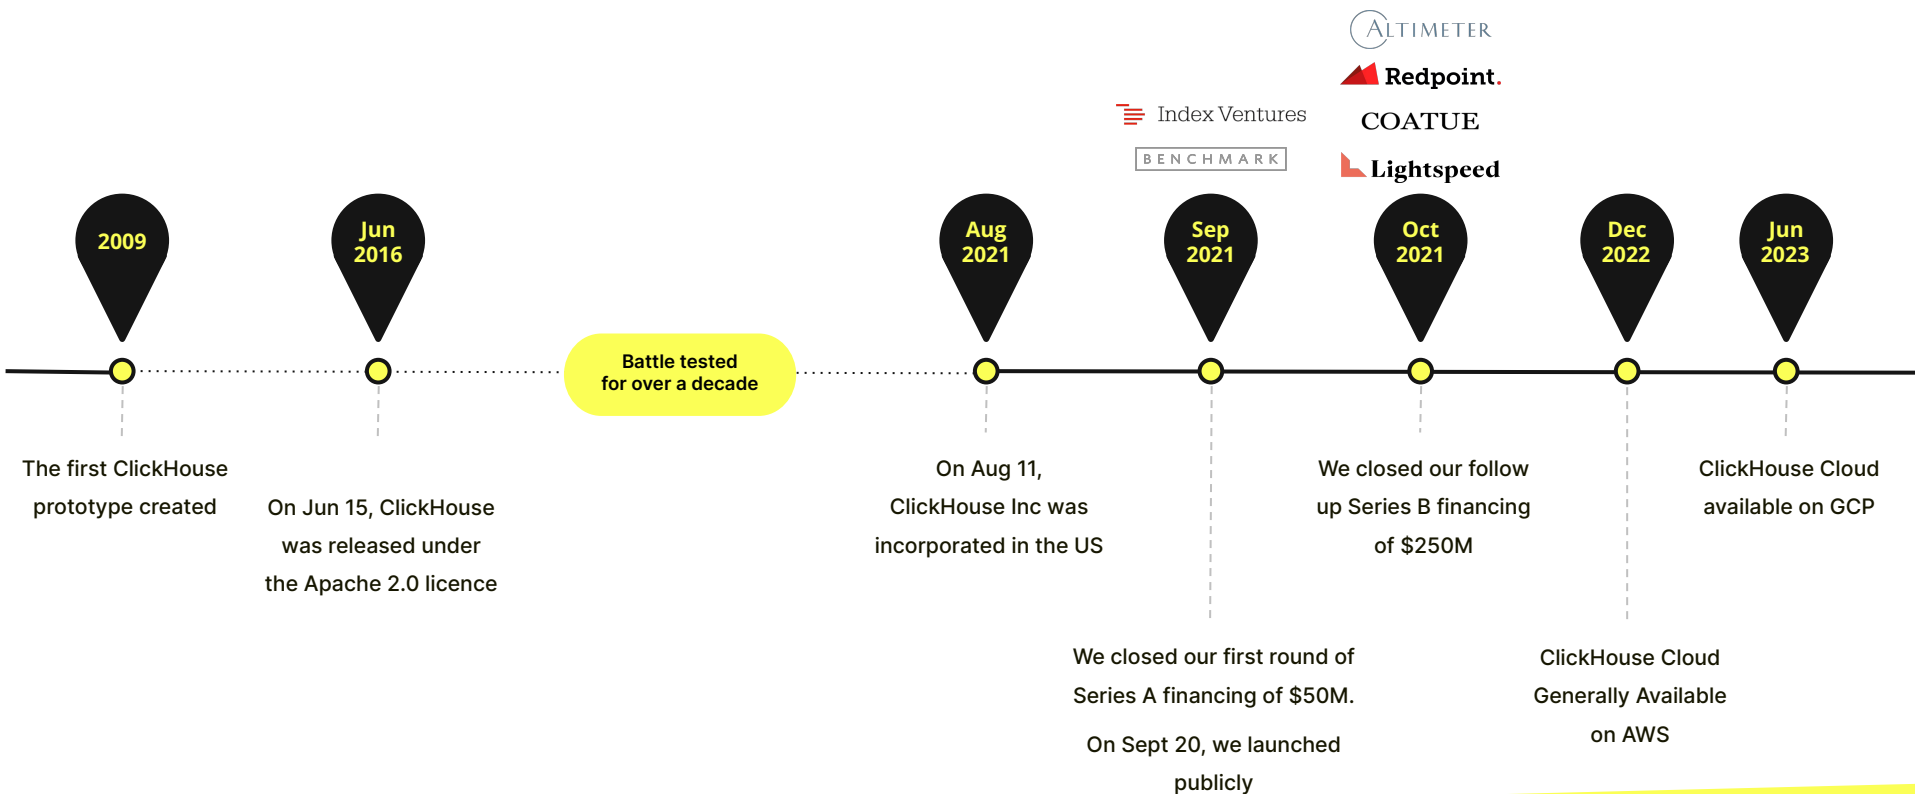 ALTIMETER
Redpoint.
Index Ventures
COATUE
BENCHMARK
Lightspeed
2009
Jun
2016
Aug
2021
Sep
2021
Oct
2021
Dec
2022
Jun
2023
Battle tested
for over a decade
The first ClickHouse
prototype created
On Jun 15, ClickHouse
was released under
the Apache 2.0 licence
On Aug 11,
ClickHouse Inc was
incorporated in the US
We closed our first round of
Series A financing of $50M.
On Sept 20, we launched
publicly
We closed our follow
up Series B financing
of $250M
ClickHouse Cloud
Generally Available
on AWS
ClickHouse Cloud
available on GCP